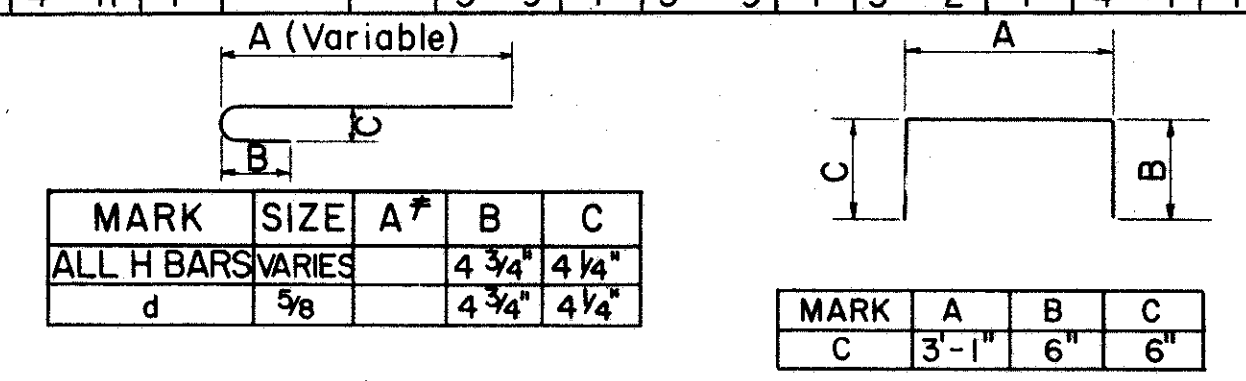 A (Variable)
C
B
MARK SIZE A≠ B C
ALL H BARS VARIES 4 3/4" 4 1/4"
d 5/8 4 3/4" 4 1/4"
A
C
B
MARK A B C
C 3'-1" 6" 6"